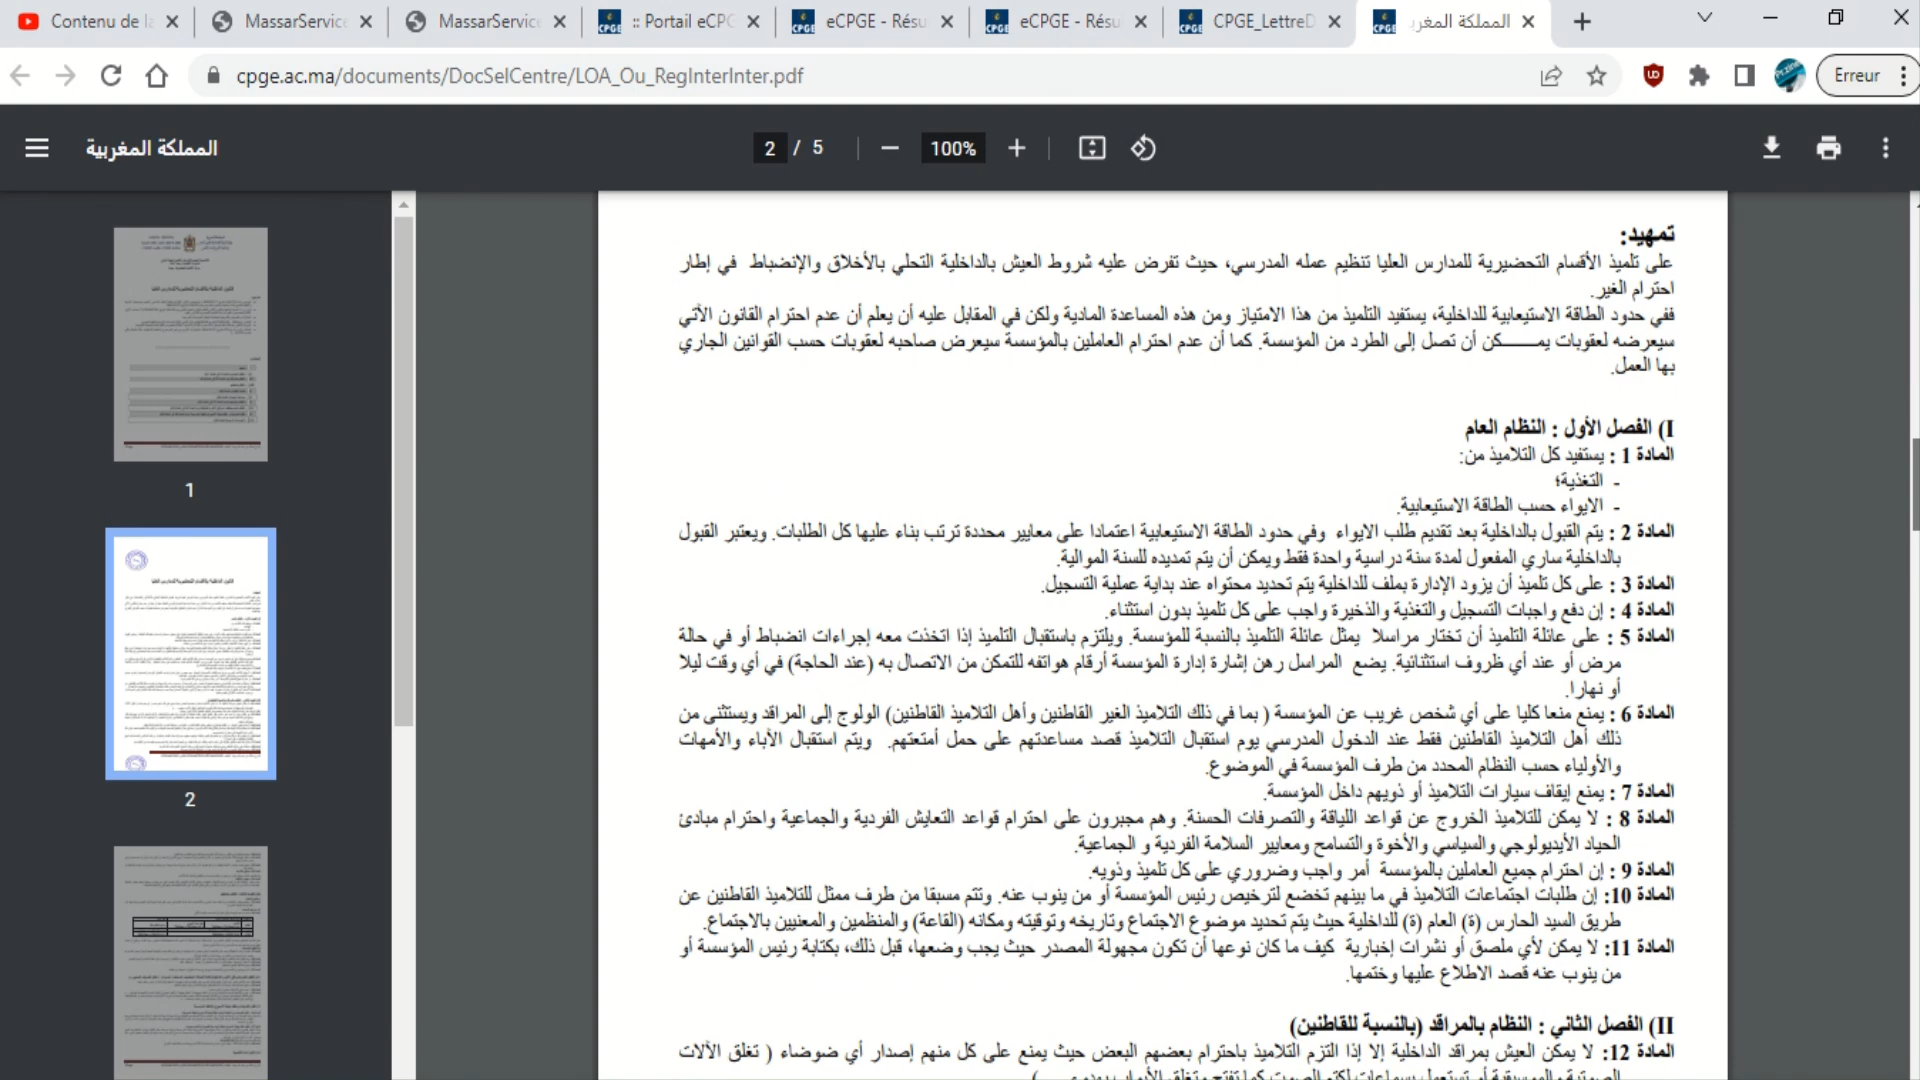 Contenu de la
MassarService
MassarService
:: Portail eCPG
eCPGE - Résu
eCPGE - Résu
CPGE_LettreD
المملكة المغربي
cpge.ac.ma/documents/DocSelCentre/LOA_Ou_RegInterInter.pdf
Erreur
المملكة المغربية
2 / 5
100%
تمهيد:
على تلميذ الأقسام التحضيرية للمدارس العليا تنظيم عمله المدرسي، حيث تفرض عليه شروط العيش بالداخلية التحلي بالأخلاق والإنضباط في إطار
احترام الغير.
ففي حدود الطاقة الاستيعابية للداخلية، يستفيد التلميذ من هذا الامتياز ومن هذه المساعدة المادية ولكن في المقابل عليه أن يعلم أن عدم احترام القانون الأتي
سيعرضه لعقوبات يمـــــكن أن تصل إلى الطرد من المؤسسة. كما أن عدم احترام العاملين بالمؤسسة سيعرض صاحبه لعقوبات حسب القوانين الجاري
بها العمل.
I) الفصل الأول : النظام العام
المادة 1 : يستفيد كل التلاميذ من:
- التغذية؛
- الايواء حسب الطاقة الاستيعابية.
المادة 2 : يتم القبول بالداخلية بعد تقديم طلب الايواء وفي حدود الطاقة الاستيعابية اعتمادا على معايير محددة ترتب بناء عليها كل الطلبات. ويعتبر القبول
بالداخلية ساري المفعول لمدة سنة دراسية واحدة فقط ويمكن أن يتم تمديده للسنة الموالية.
المادة 3 : على كل تلميذ أن يزود الإدارة بملف للداخلية يتم تحديد محتواه عند بداية عملية التسجيل.
المادة 4 : إن دفع واجبات التسجيل والتغذية والذخيرة واجب على كل تلميذ بدون استثناء.
المادة 5 : على عائلة التلميذ أن تختار مراسلا يمثل عائلة التلميذ بالنسبة للمؤسسة. ويلتزم باستقبال التلميذ إذا اتخذت معه إجراءات انضباط أو في حالة
مرض أو عند أي ظروف استثنائية. يضع المراسل رهن إشارة إدارة المؤسسة أرقام هواتفه للتمكن من الاتصال به (عند الحاجة) في أي وقت ليلا
أو نهارا.
المادة 6 : يمنع منعا كليا على أي شخص غريب عن المؤسسة ( بما في ذلك التلاميذ الغير القاطنين وأهل التلاميذ القاطنين) الولوج إلى المراقد ويستثنى من
ذلك أهل التلاميذ القاطنين فقط عند الدخول المدرسي يوم استقبال التلاميذ قصد مساعدتهم على حمل أمتعتهم. ويتم استقبال الآباء والأمهات
والأولياء حسب النظام المحدد من طرف المؤسسة في الموضوع.
المادة 7 : يمنع إيقاف سيارات التلاميذ أو ذويهم داخل المؤسسة.
المادة 8 : لا يمكن للتلاميذ الخروج عن قواعد اللياقة والتصرفات الحسنة. وهم مجبرون على احترام قواعد التعايش الفردية والجماعية واحترام مبادئ
الحياد الأيديولوجي والسياسي والأخوة والتسامح ومعايير السلامة الفردية و الجماعية.
المادة 9 : إن احترام جميع العاملين بالمؤسسة أمر واجب وضروري على كل تلميذ وذويه.
المادة 10: إن طلبات اجتماعات التلاميذ في ما بينهم تخضع لترخيص رئيس المؤسسة أو من ينوب عنه. وتتم مسبقا من طرف ممثل للتلاميذ القاطنين عن
طريق السيد الحارس (ة) العام (ة) للداخلية حيث يتم تحديد موضوع الاجتماع وتاريخه وتوقيته ومكانه (القاعة) والمنظمين والمعنيين بالاجتماع.
المادة 11: لا يمكن لأي ملصق أو نشرات إخبارية كيف ما كان نوعها أن تكون مجهولة المصدر حيث يجب وضعها، قبل ذلك، بكتابة رئيس المؤسسة أو
من ينوب عنه قصد الاطلاع عليها وختمها.
II) الفصل الثاني : النظام بالمراقد (بالنسبة للقاطنين)
المادة 12: لا يمكن العيش بمراقد الداخلية إلا إذا التزم التلاميذ باحترام بعضهم البعض حيث يمنع على كل منهم إصدار أي ضوضاء ( تغلق الآلات
1
2